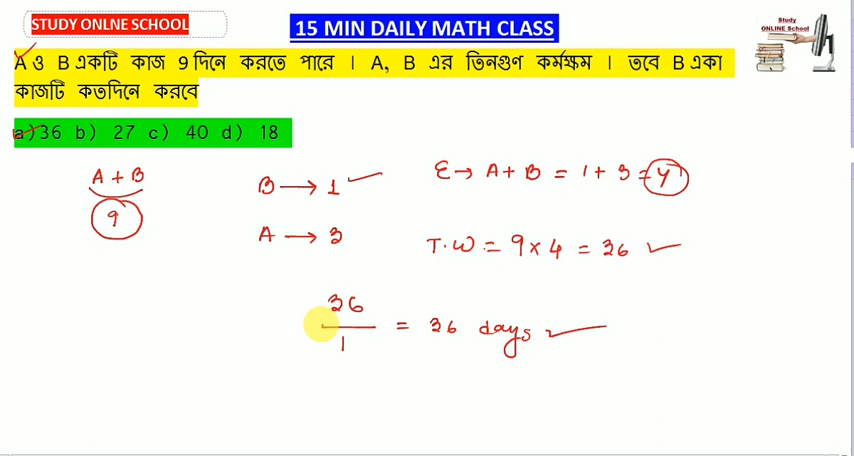 STUDY ONLNE SCHOOL
15 MIN DAILY MATH CLASS
Study
ONLINE School
A ও B একটি কাজ 9 দিনে করতে পারে । A, B এর তিনগুণ কর্মক্ষম । তবে B একা
কাজটি কতদিনে করবে
a) 36 b) 27 c) 40 d) 18
A + B
9
B → 1
A → 3
E → A + B = 1 + 3 = 4
T.W = 9 × 4 = 36
36
1
= 36 days